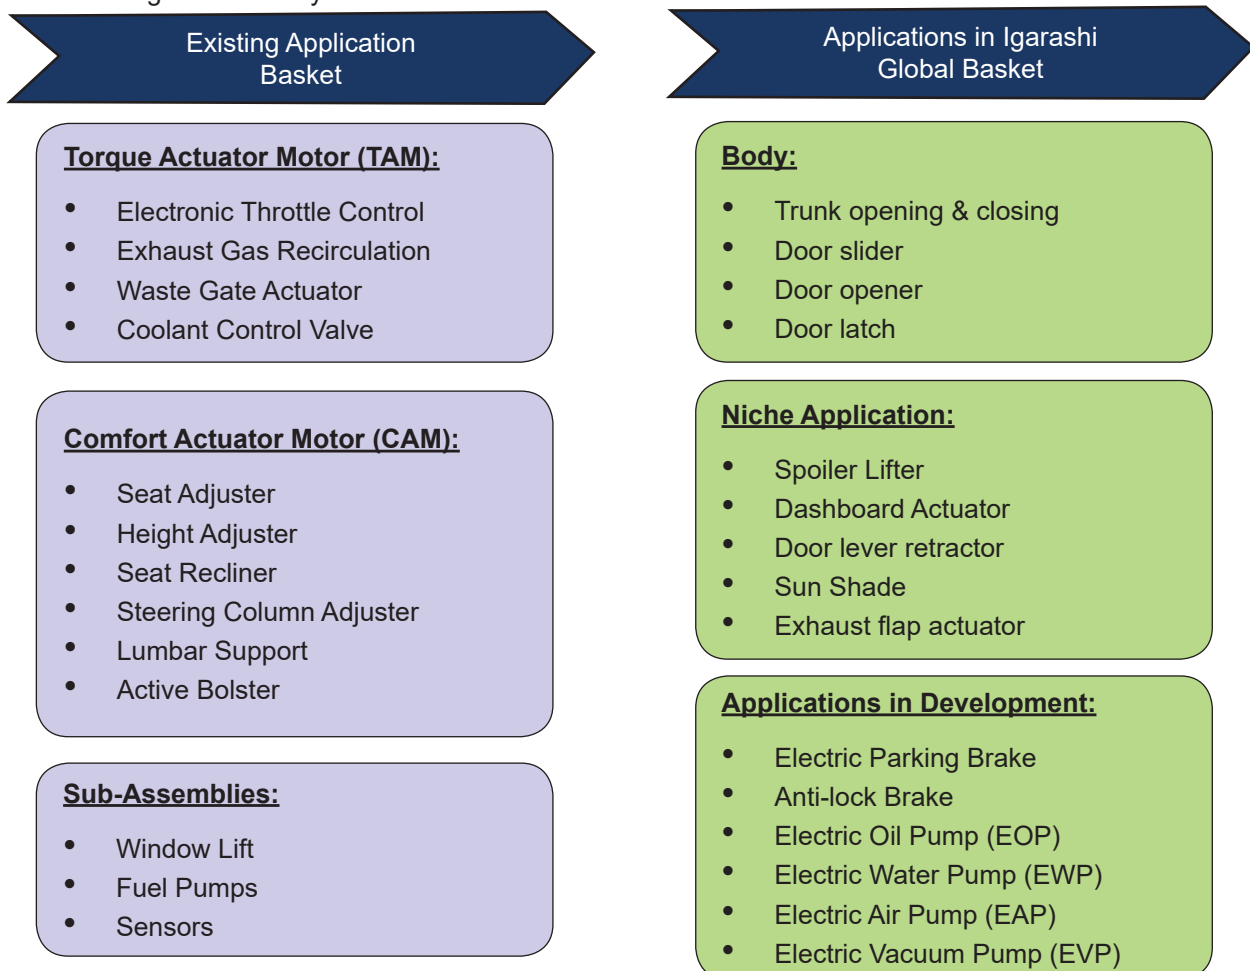 Existing Application
Basket
Torque Actuator Motor (TAM):
• Electronic Throttle Control
• Exhaust Gas Recirculation
• Waste Gate Actuator
• Coolant Control Valve
Comfort Actuator Motor (CAM):
• Seat Adjuster
• Height Adjuster
• Seat Recliner
• Steering Column Adjuster
• Lumbar Support
• Active Bolster
Sub-Assemblies:
• Window Lift
• Fuel Pumps
• Sensors
Applications in Igarashi
Global Basket
Body:
• Trunk opening & closing
• Door slider
• Door opener
• Door latch
Niche Application:
• Spoiler Lifter
• Dashboard Actuator
• Door lever retractor
• Sun Shade
• Exhaust flap actuator
Applications in Development:
• Electric Parking Brake
• Anti-lock Brake
• Electric Oil Pump (EOP)
• Electric Water Pump (EWP)
• Electric Air Pump (EAP)
• Electric Vacuum Pump (EVP)